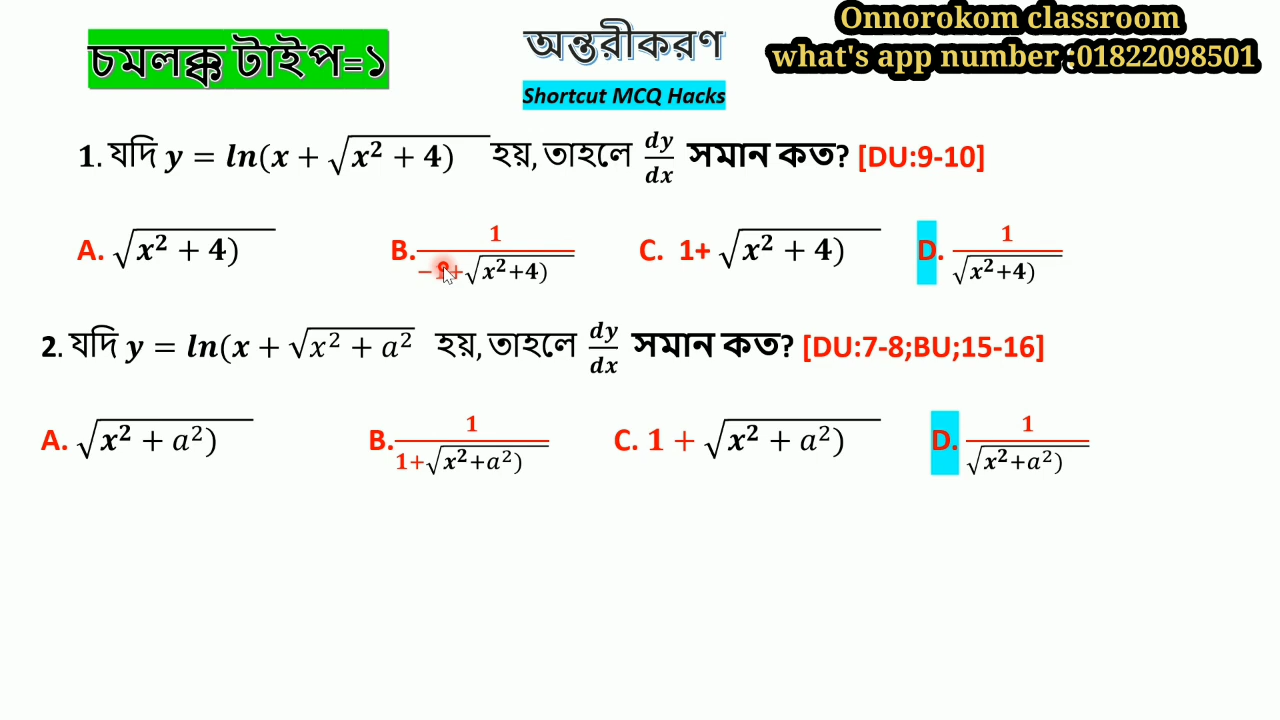 Onnorokom classroom
what's app number :01822098501
চমলক্ক টাইপ=১
অন্তরীকরণ
Shortcut MCQ Hacks
1. যদি y = ln(x + √(x² + 4) হয়, তাহলে dy/dx সমান কত? [DU:9-10]
A. √(x² + 4) B. 1/(−1+√(x²+4)) C. 1+ √(x² + 4) D. 1/√(x²+4)
2. যদি y = ln(x + √(x² + a²) হয়, তাহলে dy/dx সমান কত? [DU:7-8;BU;15-16]
A. √(x² + a²) B. 1/(1+√(x²+a²)) C. 1 + √(x² + a²) D. 1/√(x²+a²)